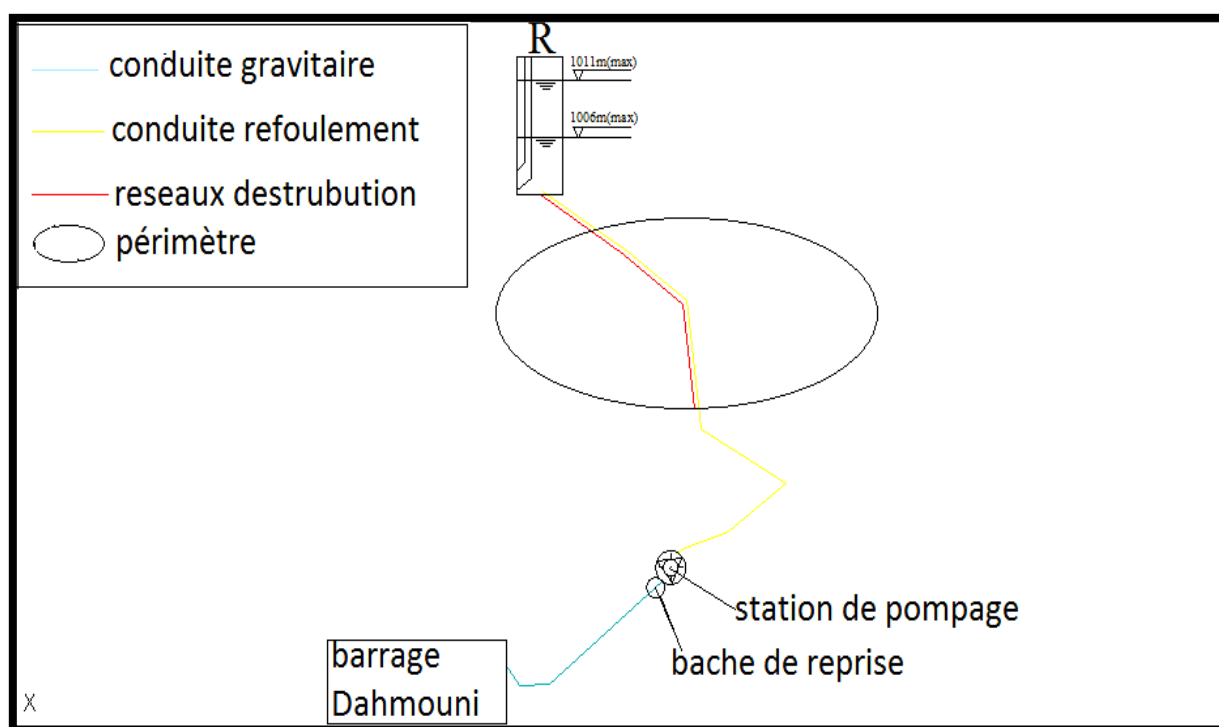 conduite gravitaire
conduite refoulement
reseaux destrubution
périmètre
R
1011m(max)
1006m(max)
station de pompage
bache de reprise
barrage
Dahmouni
X